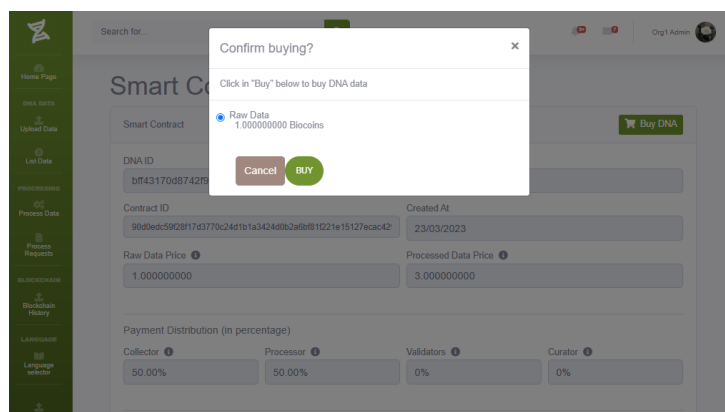 Search for...
Org1 Admin
Home Page
DNA DATA
Upload Data
List Data
PROCESSING
Process Data
Process
Requests
BLOCKCHAIN
Blockchain
History
LANGUAGE
Language
selector
Confirm buying?
×
Click in "Buy" below to buy DNA data
Raw Data
1.000000000 Biocoins
Cancel
BUY
Smart Co
Smart Contract
Buy DNA
DNA ID
bff43170d8742f9
Contract ID
Created At
23/03/2023
Raw Data Price
Processed Data Price
1.000000000
3.000000000
Payment Distribution (in percentage)
Collector
Processor
Validators
Curator
50.00%
50.00%
0%
0%